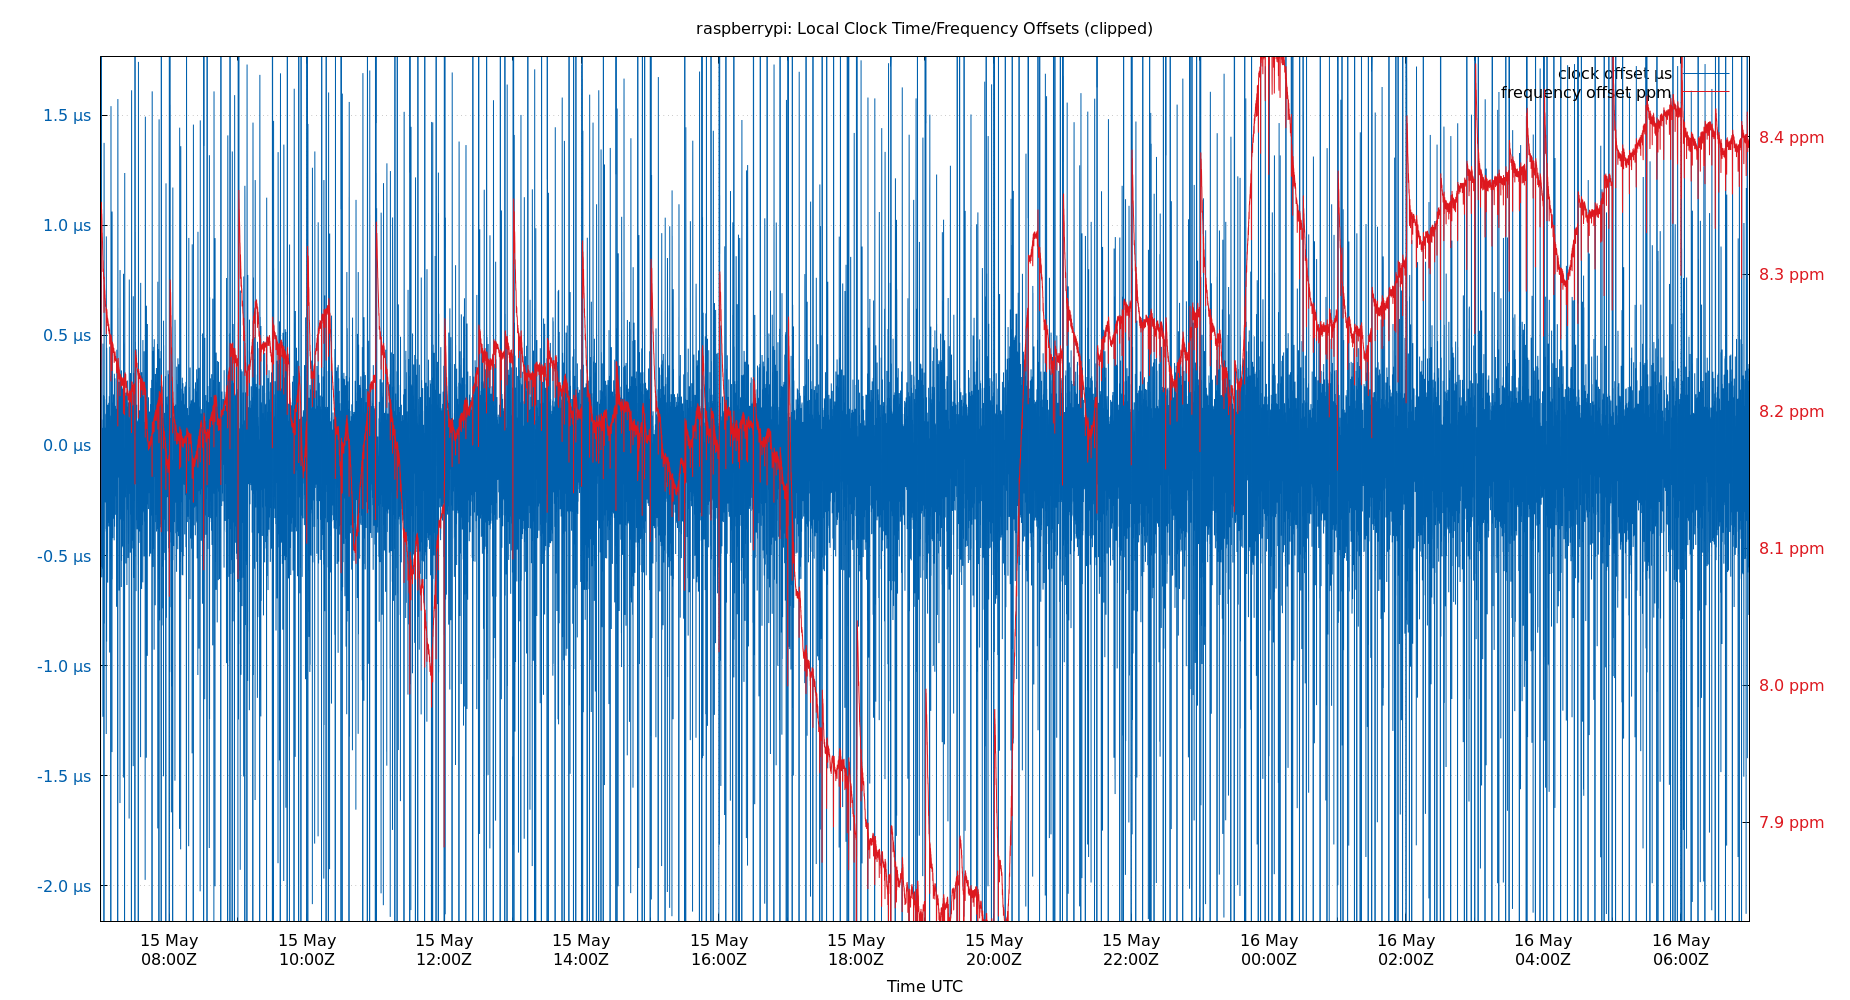 raspberrypi: Local Clock Time/Frequency Offsets (clipped)
clock offset µs
frequency offset ppm
1.5 µs
1.0 µs
0.5 µs
0.0 µs
-0.5 µs
-1.0 µs
-1.5 µs
-2.0 µs
8.4 ppm
8.3 ppm
8.2 ppm
8.1 ppm
8.0 ppm
7.9 ppm
15 May 15 May 15 May 15 May 15 May 15 May 15 May 15 May 16 May 16 May 16 May 16 May
08:00Z 10:00Z 12:00Z 14:00Z 16:00Z 18:00Z 20:00Z 22:00Z 00:00Z 02:00Z 04:00Z 06:00Z
Time UTC